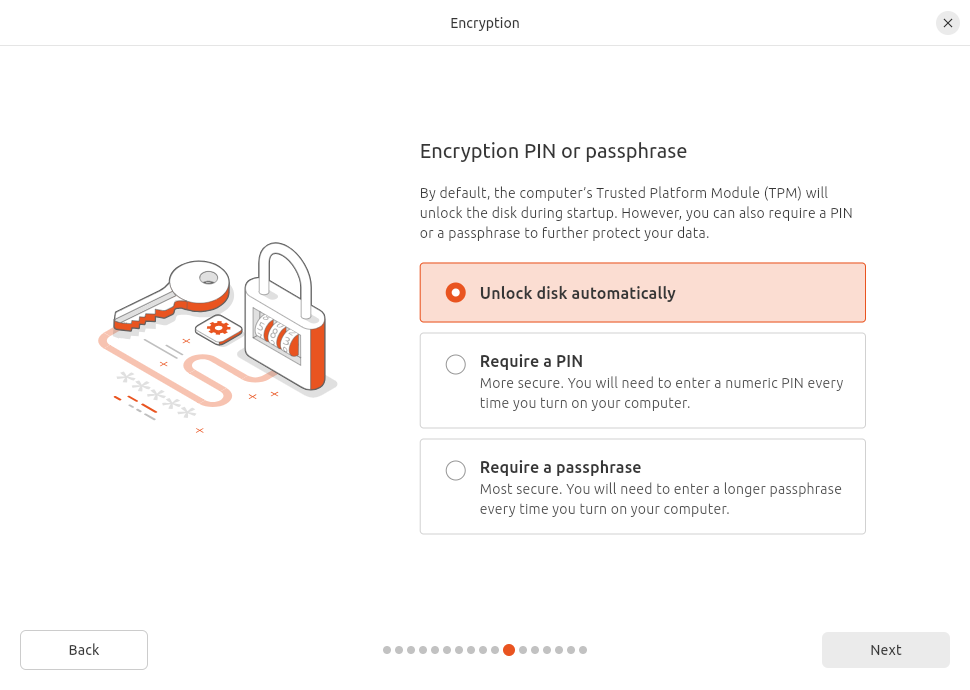 Encryption
Encryption PIN or passphrase
By default, the computer's Trusted Platform Module (TPM) will
unlock the disk during startup. However, you can also require a PIN
or a passphrase to further protect your data.
Unlock disk automatically
Require a PIN
More secure. You will need to enter a numeric PIN every
time you turn on your computer.
Require a passphrase
Most secure. You will need to enter a longer passphrase
every time you turn on your computer.
Back
Next